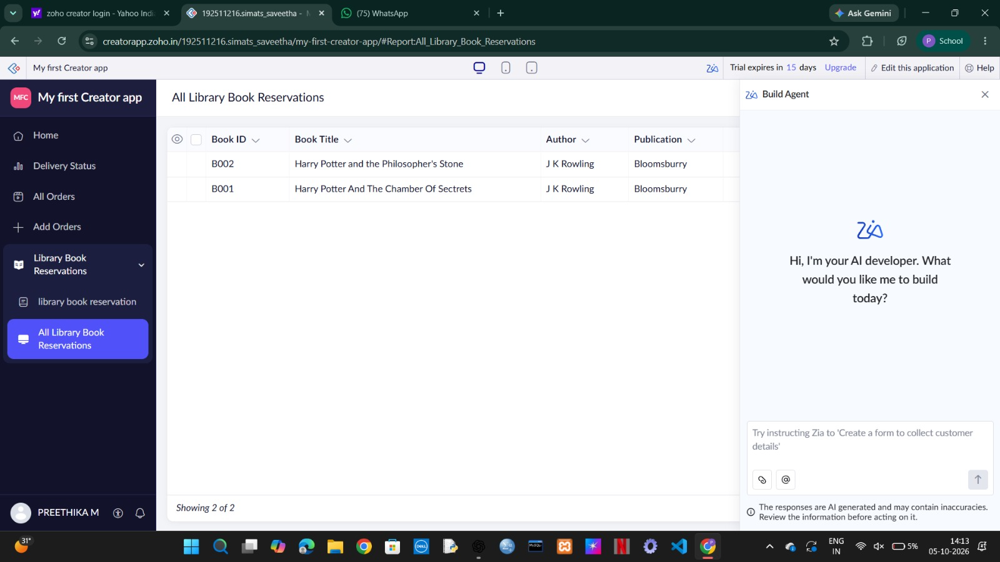 zoho creator login - Yahoo Indi
192511216.simats_saveetha -
(75) WhatsApp
Ask Gemini
creatorapp.zoho.in/192511216.simats_saveetha/my-first-creator-app/#Report:All_Library_Book_Reservations
P School
My first Creator app
Zia
Trial expires in 15 days Upgrade
Edit this application
Help
MFC My first Creator app
Home
Delivery Status
All Orders
Add Orders
Library Book
Reservations
library book reservation
All Library Book
Reservations
PREETHIKA M
All Library Book Reservations
Book ID Book Title Author Publication
B002 Harry Potter and the Philosopher's Stone J K Rowling Bloomsburry
B001 Harry Potter And The Chamber Of Sectrets J K Rowling Bloomsburry
Showing 2 of 2
Zia Build Agent
Zia
Hi, I'm your AI developer. What
would you like me to build
today?
Try instructing Zia to 'Create a form to collect customer
details'
@
The responses are AI generated and may contain inaccuracies.
Review the information before acting on it.
31°
DELL
MySQL
N
ENG
IN
5%
14:13
05-10-2026